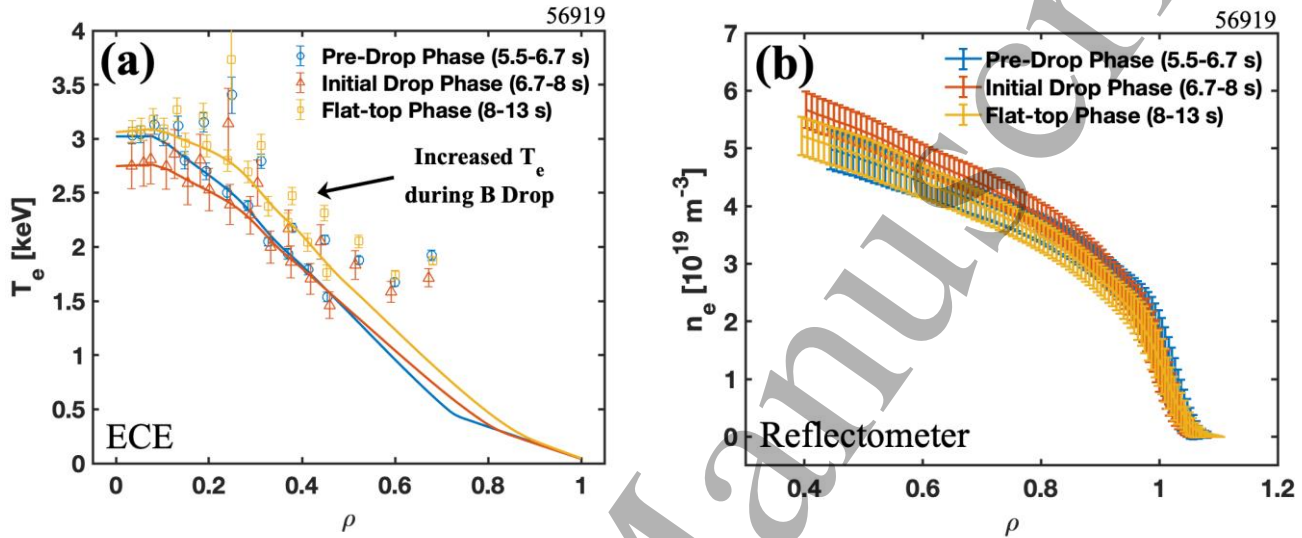 56919
(a)
Pre-Drop Phase (5.5-6.7 s)
Initial Drop Phase (6.7-8 s)
Flat-top Phase (8-13 s)
Increased T_e
during B Drop
ECE
T_e [keV]
4
3.5
3
2.5
2
1.5
1
0.5
0
0 0.2 0.4 0.6 0.8 1
ρ
56919
(b)
Pre-Drop Phase (5.5-6.7 s)
Initial Drop Phase (6.7-8 s)
Flat-top Phase (8-13 s)
Reflectometer
n_e [10^19 m^-3]
7
6
5
4
3
2
1
0
0.4 0.6 0.8 1 1.2
ρ
Manuscri